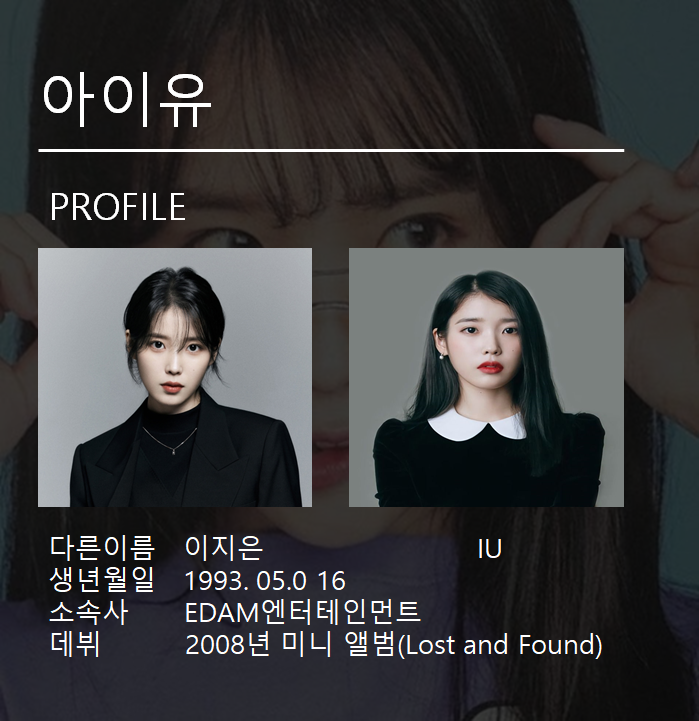 아이유
PROFILE
다른이름 이지은 IU
생년월일 1993. 05.0 16
소속사 EDAM엔터테인먼트
데뷔 2008년 미니 앨범(Lost and Found)